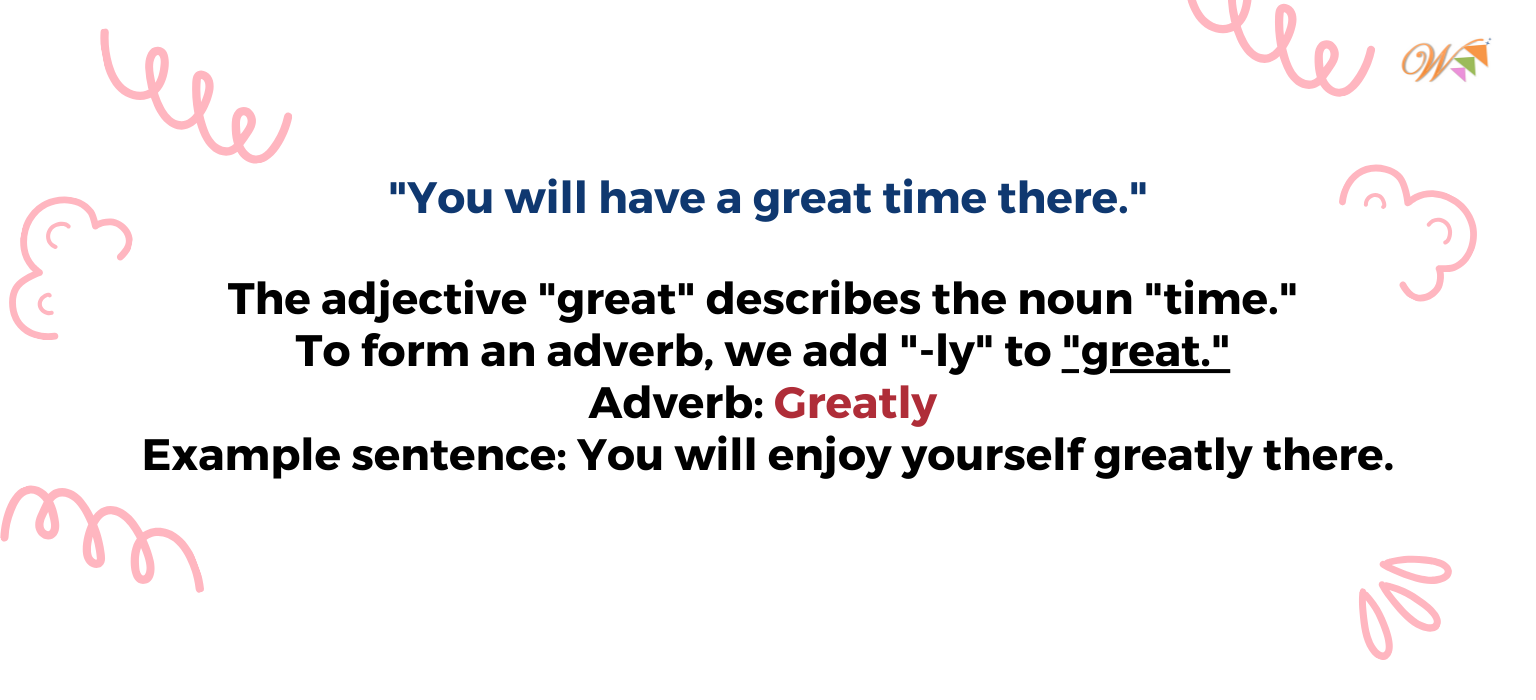 W
"You will have a great time there."
The adjective "great" describes the noun "time."
To form an adverb, we add "-ly" to "great."
Adverb: Greatly
Example sentence: You will enjoy yourself greatly there.